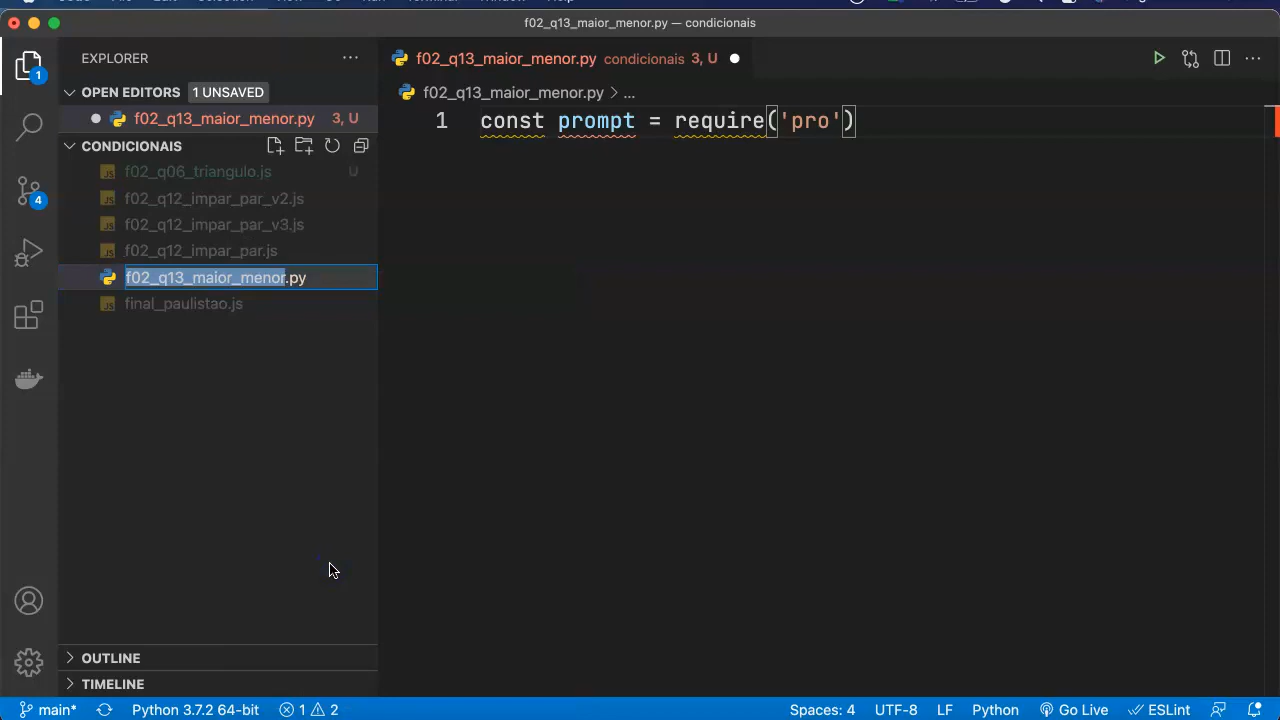 f02_q13_maior_menor.py — condicionais
EXPLORER
OPEN EDITORS 1 UNSAVED
f02_q13_maior_menor.py 3, U
CONDICIONAIS
f02_q06_triangulo.js U
f02_q12_impar_par_v2.js
f02_q12_impar_par_v3.js
f02_q12_impar_par.js
f02_q13_maior_menor.py
final_paulistao.js
OUTLINE
TIMELINE
1
4
f02_q13_maior_menor.py condicionais 3, U
f02_q13_maior_menor.py > ...
1 const prompt = require('pro')
main* Python 3.7.2 64-bit 1 2 Spaces: 4 UTF-8 LF Python Go Live ESLint